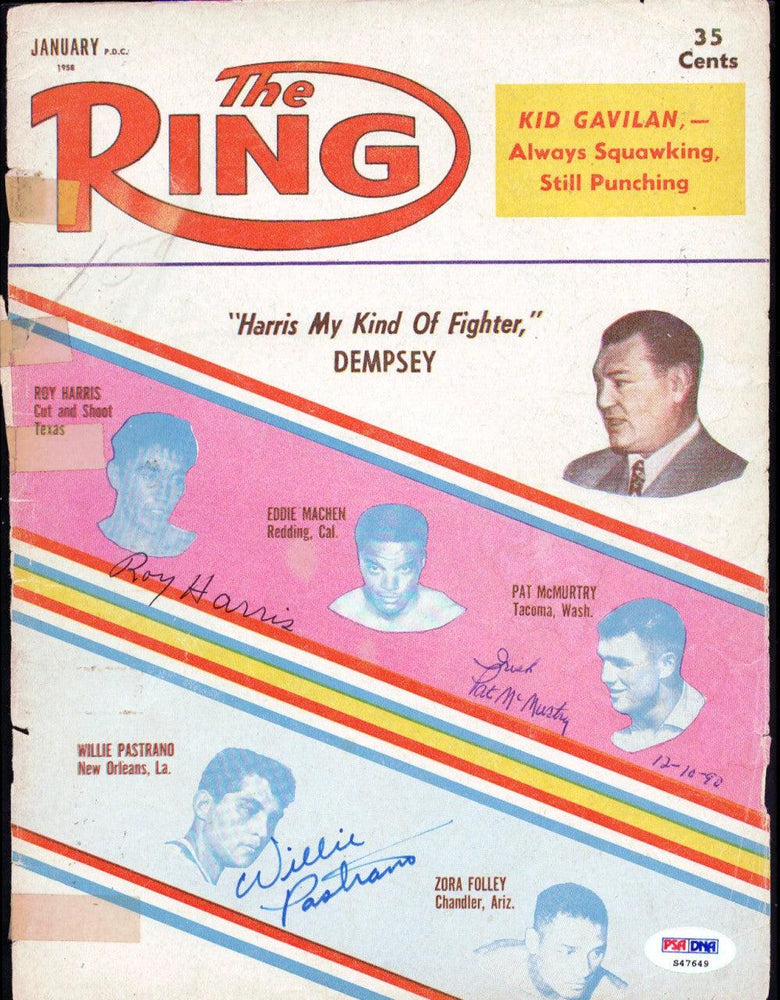 JANUARY P.D.C.
1958
35
Cents
The
RING
KID GAVILAN,—
Always Squawking,
Still Punching
"Harris My Kind Of Fighter,"
DEMPSEY
ROY HARRIS
Cut and Shoot
Texas
EDDIE MACHEN
Redding, Cal.
Roy Harris
PAT McMURTRY
Tacoma, Wash.
Irish
Pat McMurtry
12-10-90
WILLIE PASTRANO
New Orleans, La.
Willie
Pastrano
ZORA FOLLEY
Chandler, Ariz.
PSA DNA
S47649